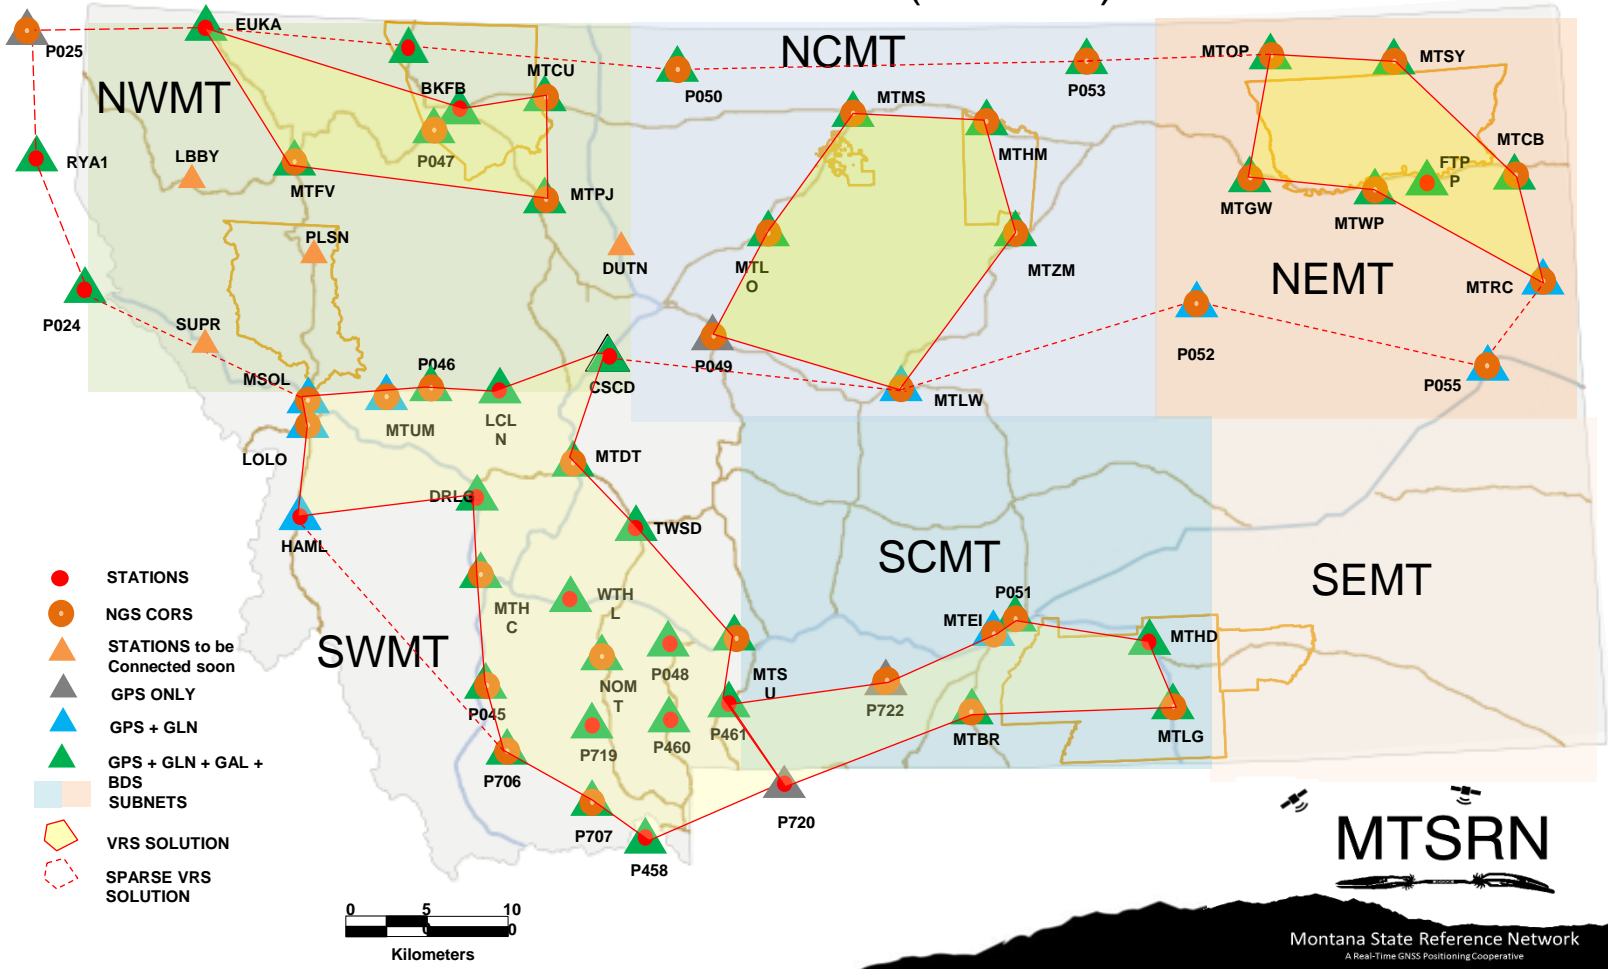 EUKA
P025
NCMT
MTOP
MTSY
BKFB
MTCU
P050
P053
NWMT
MTMS
MTCB
LBBY
RYA1
P047
MTHM
FTP
P
MTFV
MTPJ
MTGW
MTWP
PLSN
DUTN
MTL
O
MTZM
NEMT
MTRC
P024
SUPR
P046
P049
P052
P055
MSOL
CSCD
MTLW
MTUM
LCL
N
LOLO
MTDT
DRLG
TWSD
HAML
SCMT
SEMT
STATIONS
NGS CORS
STATIONS to be
Connected soon
GPS ONLY
GPS + GLN
GPS + GLN + GAL +
BDS
SUBNETS
VRS SOLUTION
SPARSE VRS
SOLUTION
WTH
L
MTH
C
P051
MTEI
MTHD
SWMT
P048
MTS
U
NOM
T
P045
P722
P461
P460
P719
MTBR
MTLG
P706
P707
P720
P458
0 5 10
0 0
Kilometers
MTSRN
Montana State Reference Network
A Real-Time GNSS Positioning Cooperative